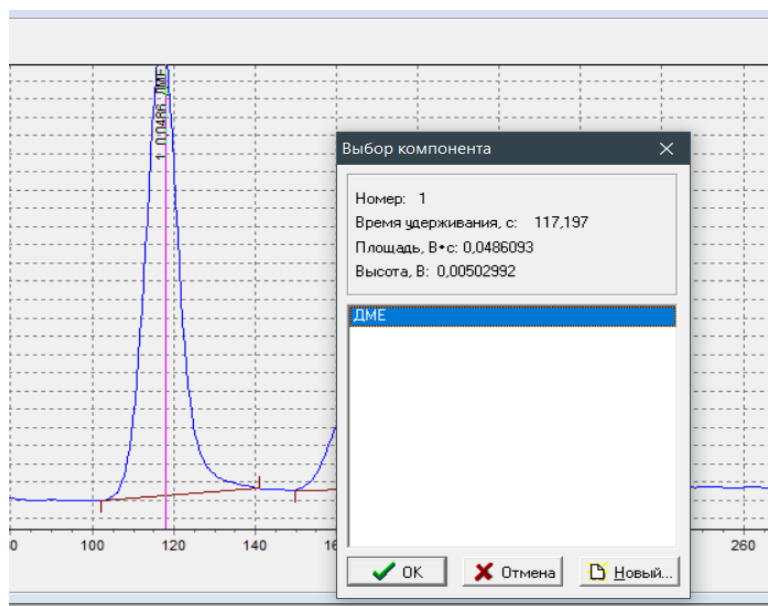 1. 0,0486 ДМЕ
Выбор компонента
Номер: 1
Время удерживания, с: 117,197
Площадь, В•с: 0,0486093
Высота, В: 0,00502992
ДМЕ
0 100 120 140 16 260
OK Отмена Новый...